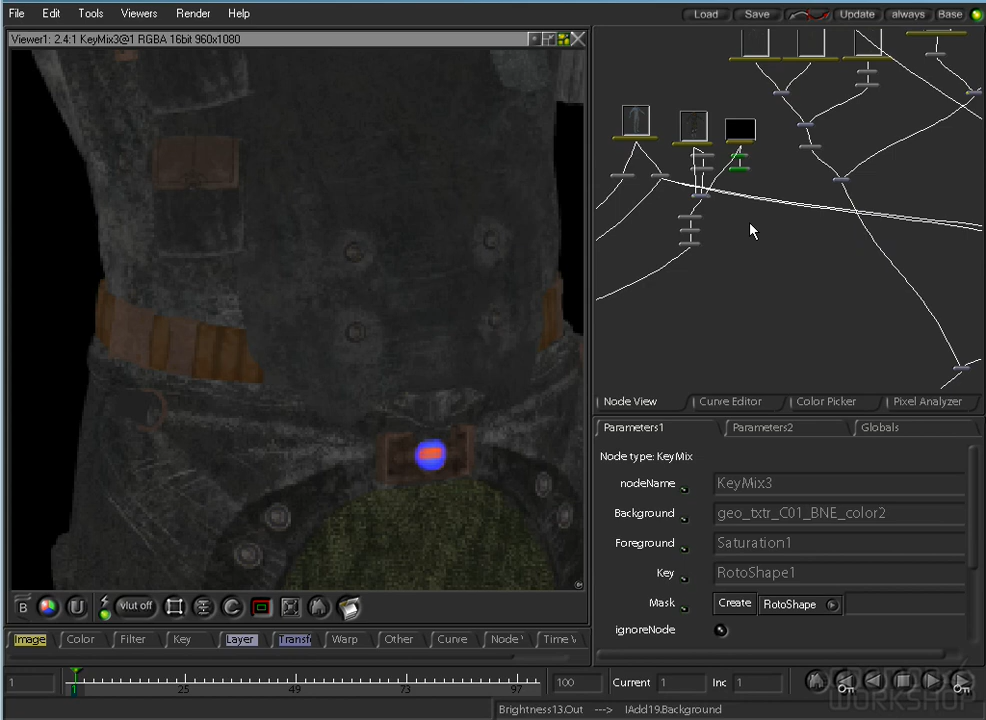 File Edit Tools Viewers Render Help
Load Save Update always Base
Viewer1: 2.4:1 KeyMix3@1 RGBA 16bit 960x1080
Node View Curve Editor Color Picker Pixel Analyzer
Parameters1 Parameters2 Globals
Node type: KeyMix
nodeName KeyMix3
Background geo_txtr_C01_BNE_color2
Foreground Saturation1
Key RotoShape1
Mask Create RotoShape
ignoreNode
B U vlut off
Image Color Filter Key Layer Transf Warp Other Curve Node Time
1 1 25 49 73 97 100 Current 1 Inc 1
WORKSHOP
Brightness13.Out ---> IAdd19.Background